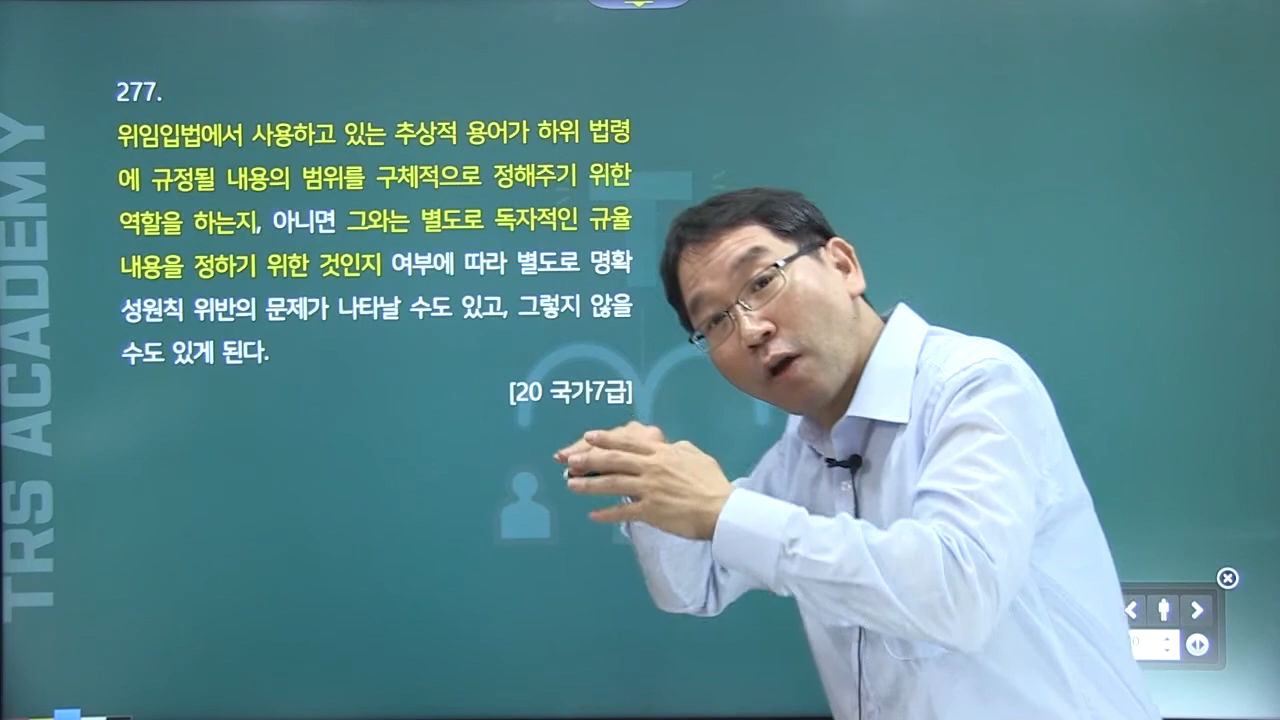 TRS ACADEMY
277.
위임입법에서 사용하고 있는 추상적 용어가 하위 법령
에 규정될 내용의 범위를 구체적으로 정해주기 위한
역할을 하는지, 아니면 그와는 별도로 독자적인 규율
내용을 정하기 위한 것인지 여부에 따라 별도로 명확
성원칙 위반의 문제가 나타날 수도 있고, 그렇지 않을
수도 있게 된다.
[20 국가7급]